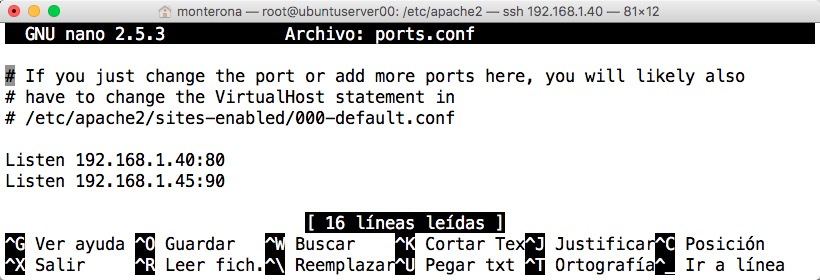 monterona — root@ubuntuserver00: /etc/apache2 — ssh 192.168.1.40 — 81×12
GNU nano 2.5.3 Archivo: ports.conf
# If you just change the port or add more ports here, you will likely also
# have to change the VirtualHost statement in
# /etc/apache2/sites-enabled/000-default.conf
Listen 192.168.1.40:80
Listen 192.168.1.45:90
[ 16 líneas leídas ]
^G Ver ayuda ^O Guardar ^W Buscar ^K Cortar Tex^J Justificar^C Posición
^X Salir ^R Leer fich.^\ Reemplazar^U Pegar txt ^T Ortografía^_ Ir a línea